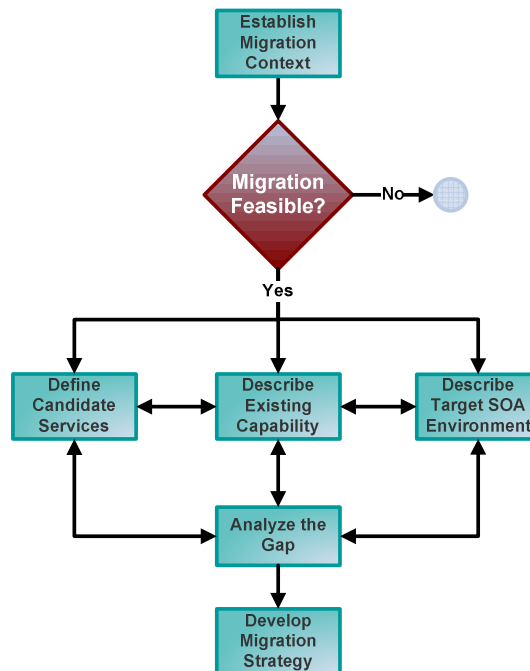 Establish
Migration
Context
Migration
Feasible?
No
Yes
Define
Candidate
Services
Describe
Existing
Capability
Describe
Target SOA
Environment
Analyze the
Gap
Develop
Migration
Strategy